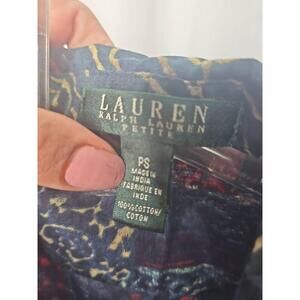 LAUREN
RALPH LAUREN
PETITE
PS
MADE IN
INDIA
FABRIQUE EN
INDE
100% COTTON/
COTON